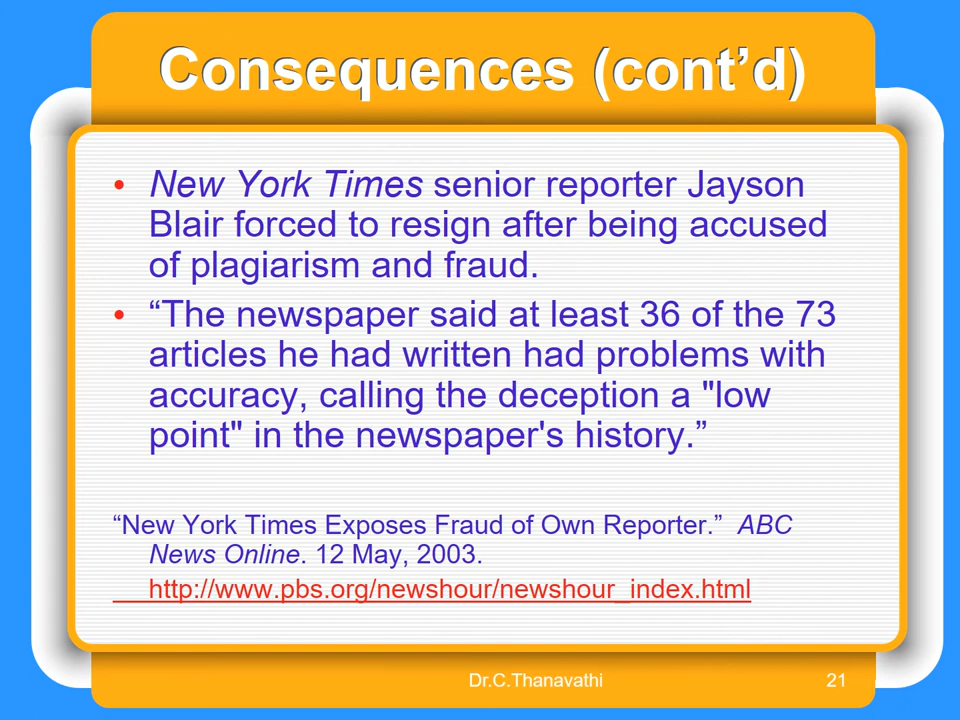 Consequences (cont’d)
• New York Times senior reporter Jayson
Blair forced to resign after being accused
of plagiarism and fraud.
• “The newspaper said at least 36 of the 73
articles he had written had problems with
accuracy, calling the deception a "low
point" in the newspaper's history.”
“New York Times Exposes Fraud of Own Reporter.” ABC
News Online. 12 May, 2003.
http://www.pbs.org/newshour/newshour_index.html
Dr.C.Thanavathi 21